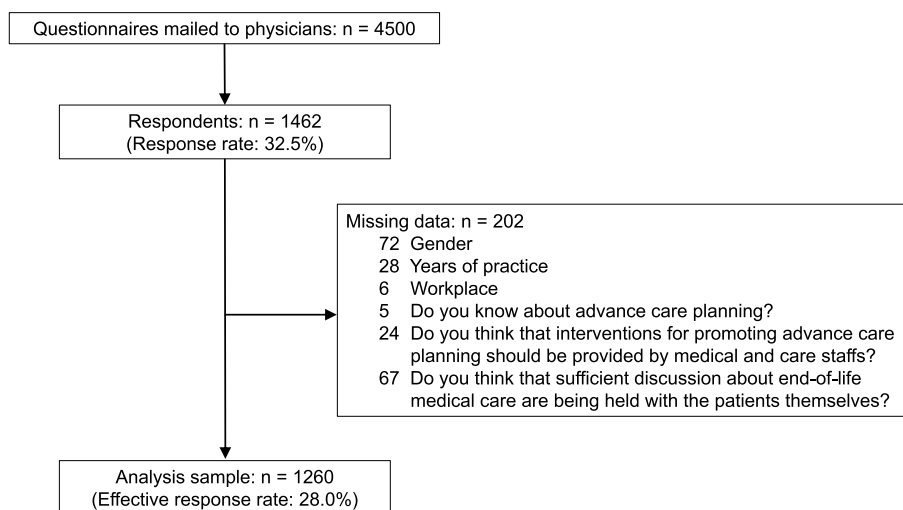 Questionnaires mailed to physicians: n = 4500
Respondents: n = 1462
(Response rate: 32.5%)
Missing data: n = 202
72 Gender
28 Years of practice
6 Workplace
5 Do you know about advance care planning?
24 Do you think that interventions for promoting advance care
planning should be provided by medical and care staffs?
67 Do you think that sufficient discussion about end-of-life
medical care are being held with the patients themselves?
Analysis sample: n = 1260
(Effective response rate: 28.0%)